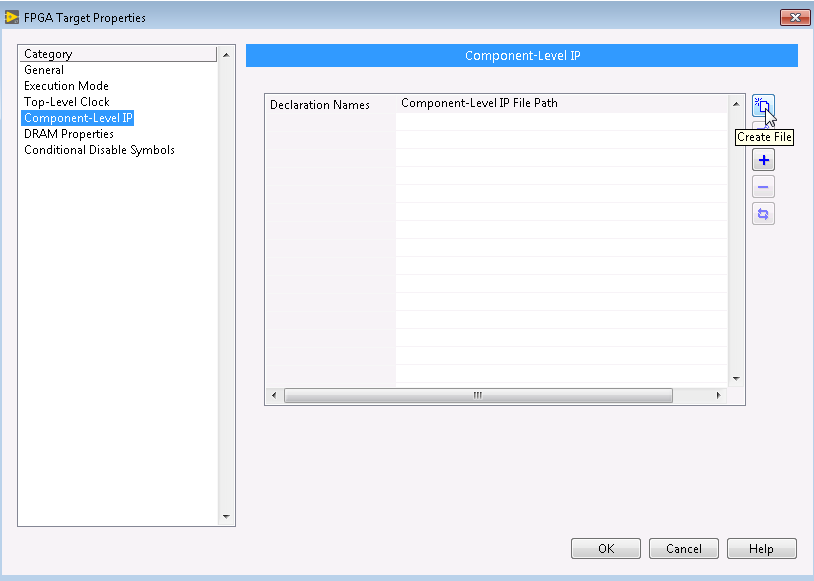 FPGA Target Properties
Category
General
Execution Mode
Top-Level Clock
Component-Level IP
DRAM Properties
Conditional Disable Symbols
Component-Level IP
Declaration Names
Component-Level IP File Path
Create File
OK
Cancel
Help